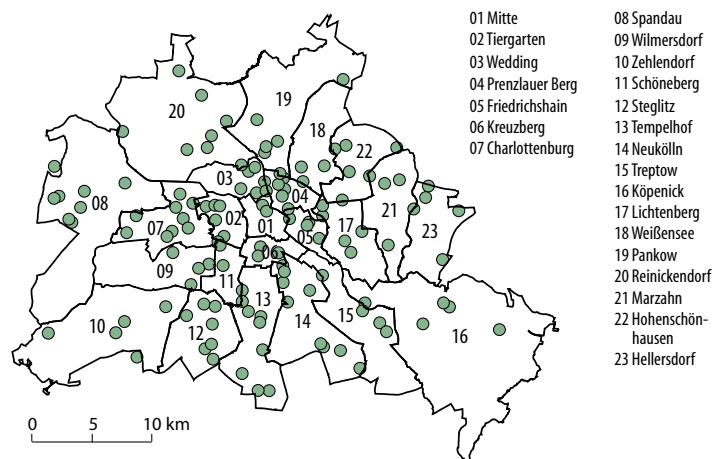 01 Mitte
02 Tiergarten
03 Wedding
04 Prenzlauer Berg
05 Friedrichshain
06 Kreuzberg
07 Charlottenburg
08 Spandau
09 Wilmersdorf
10 Zehlendorf
11 Schöneberg
12 Steglitz
13 Tempelhof
14 Neukölln
15 Treptow
16 Köpenick
17 Lichtenberg
18 Weißensee
19 Pankow
20 Reinickendorf
21 Marzahn
22 Hohenschön-
hausen
23 Hellersdorf
20
19
18
22
03
04
08
02
07
01
05
17
21
23
06
09
11
13
10
12
14
15
16
0 5 10 km